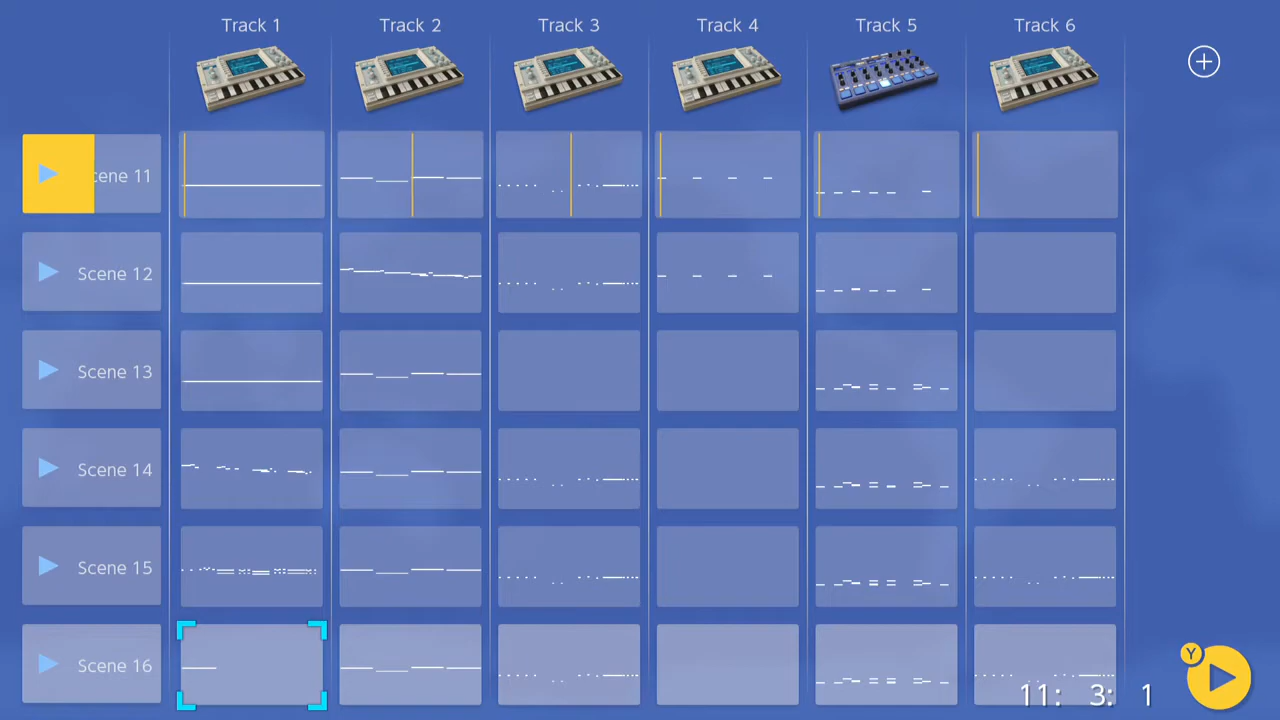 Track 1 Track 2 Track 3 Track 4 Track 5 Track 6
cene 11
Scene 12
Scene 13
Scene 14
Scene 15
Scene 16
Y
11: 3: 1